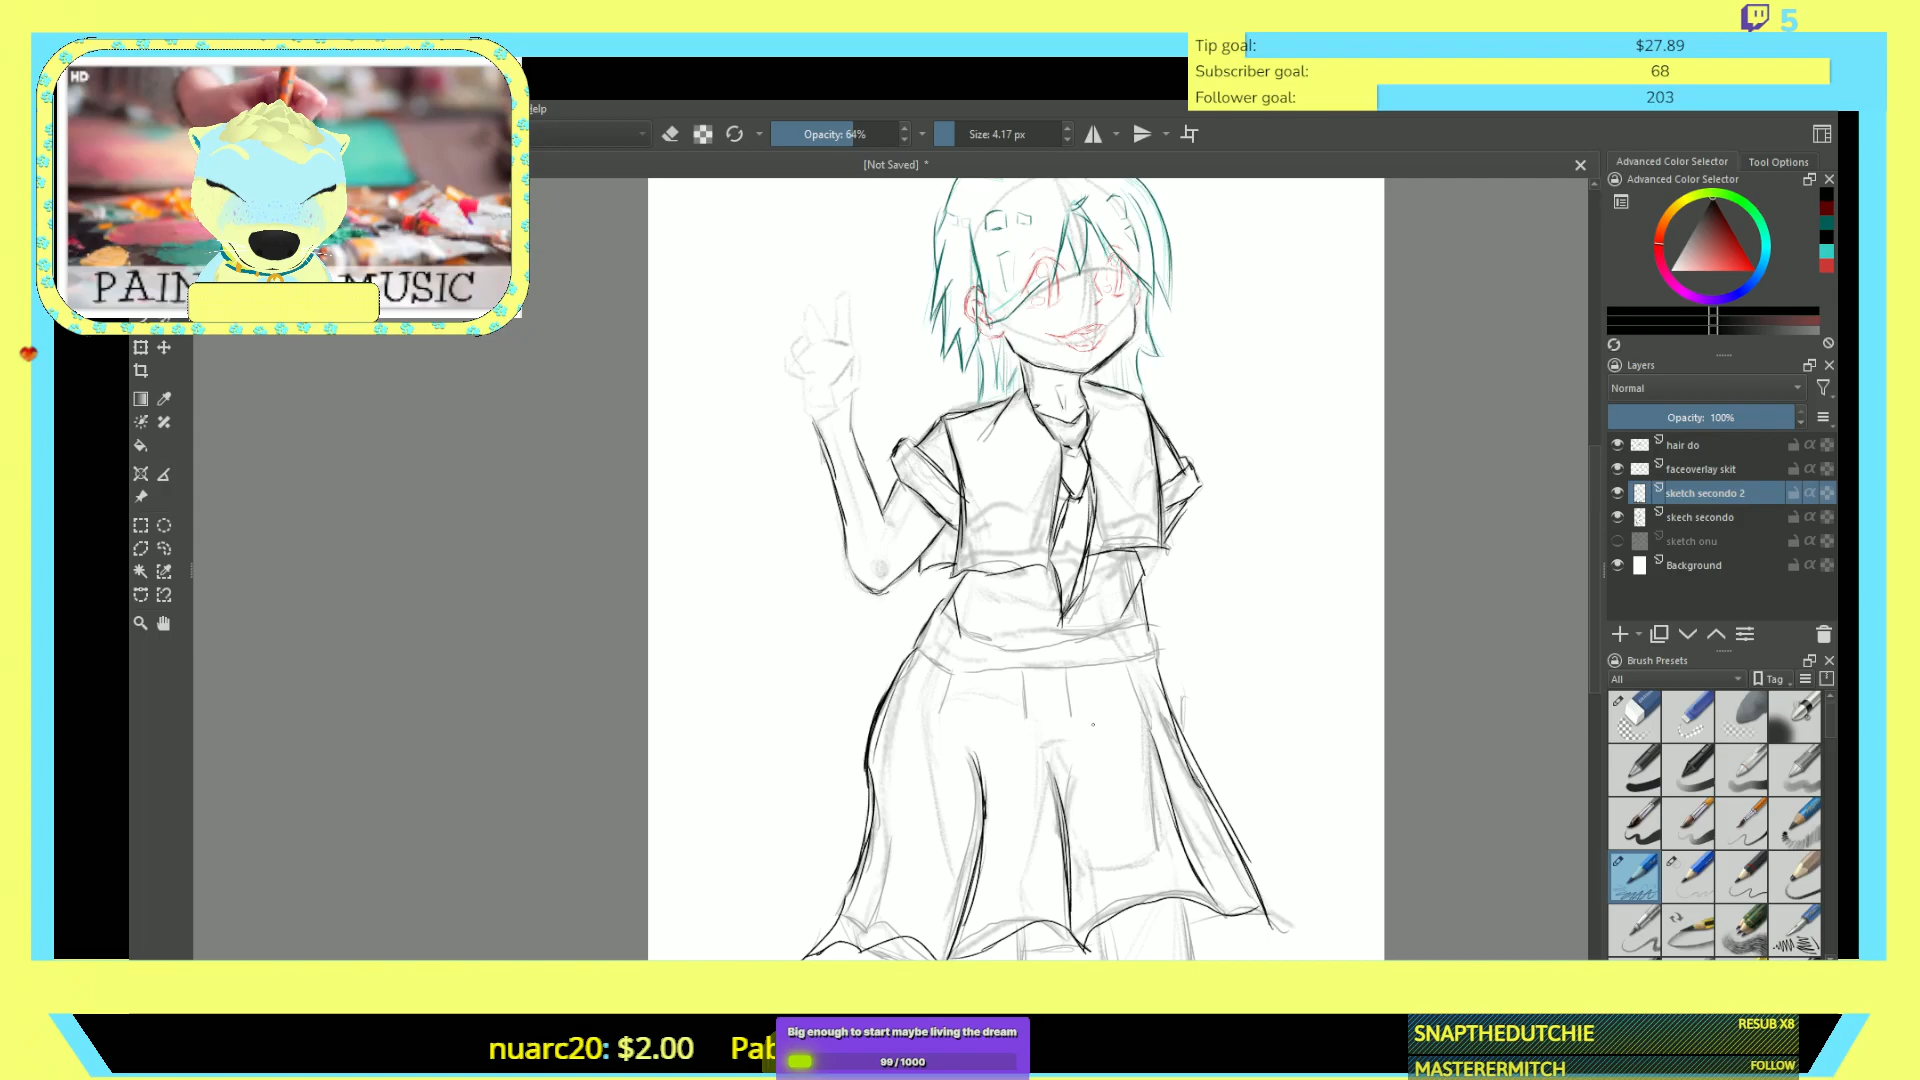 5
Tip goal: $27.89
Subscriber goal: 68
Follower goal: 203
HD
PAIN MUSIC
Help
Opacity: 64%
Size: 4.17 px
[Not Saved] *
Advanced Color Selector
Tool Options
Advanced Color Selector
Layers
Normal
Opacity: 100%
hair do
faceoverlay skit
sketch secondo 2
skech secondo
sketch onu
Background
Brush Presets
All
Tag
nuarc20: $2.00 Pab
Big enough to start maybe living the dream
99 / 1000
SNAPTHEDUTCHIE RESUB X8
MASTERERMITCH FOLLOW